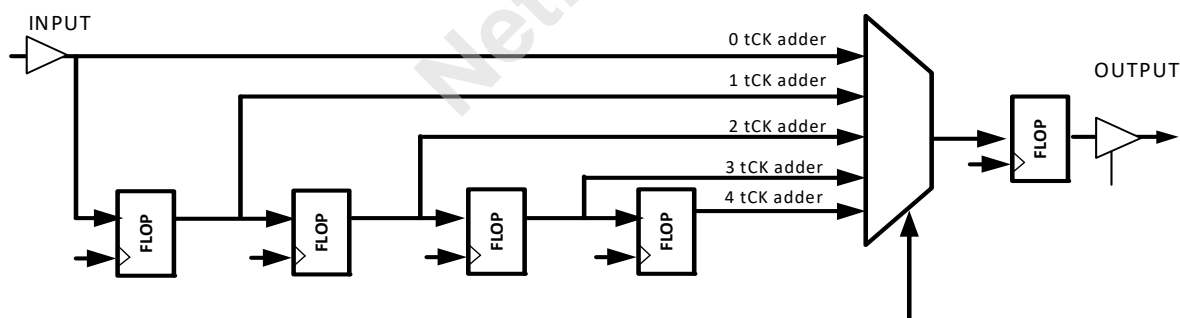 INPUT
0 tCK adder
1 tCK adder
OUTPUT
2 tCK adder
FLOP
3 tCK adder
4 tCK adder
FLOP
FLOP
FLOP
FLOP